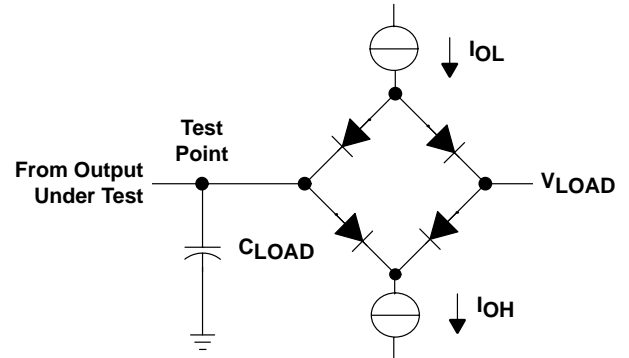 IOL
Test
Point
From Output
Under Test
VLOAD
CLOAD
IOH